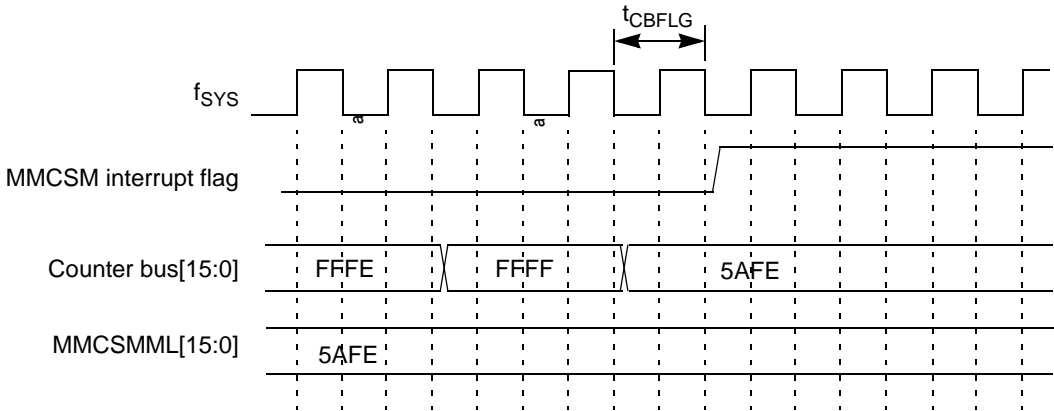 tCBFLG
fSYS
a
a
MMCSM interrupt flag
Counter bus[15:0]
FFFE
FFFF
5AFE
MMCSMML[15:0]
5AFE